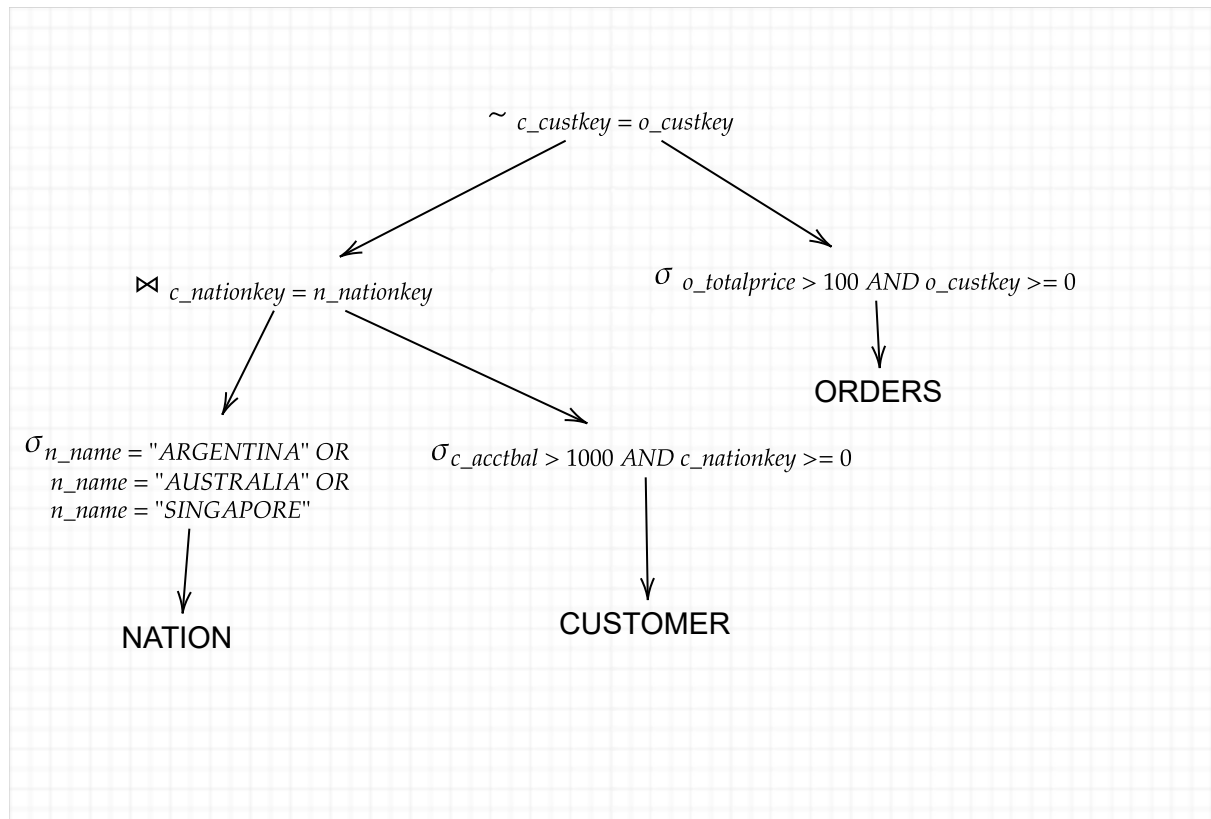 ~ c_custkey = o_custkey
⋈ c_nationkey = n_nationkey
σ o_totalprice > 100 AND o_custkey >= 0
ORDERS
σ n_name = "ARGENTINA" OR
n_name = "AUSTRALIA" OR
n_name = "SINGAPORE"
σ c_acctbal > 1000 AND c_nationkey >= 0
NATION
CUSTOMER